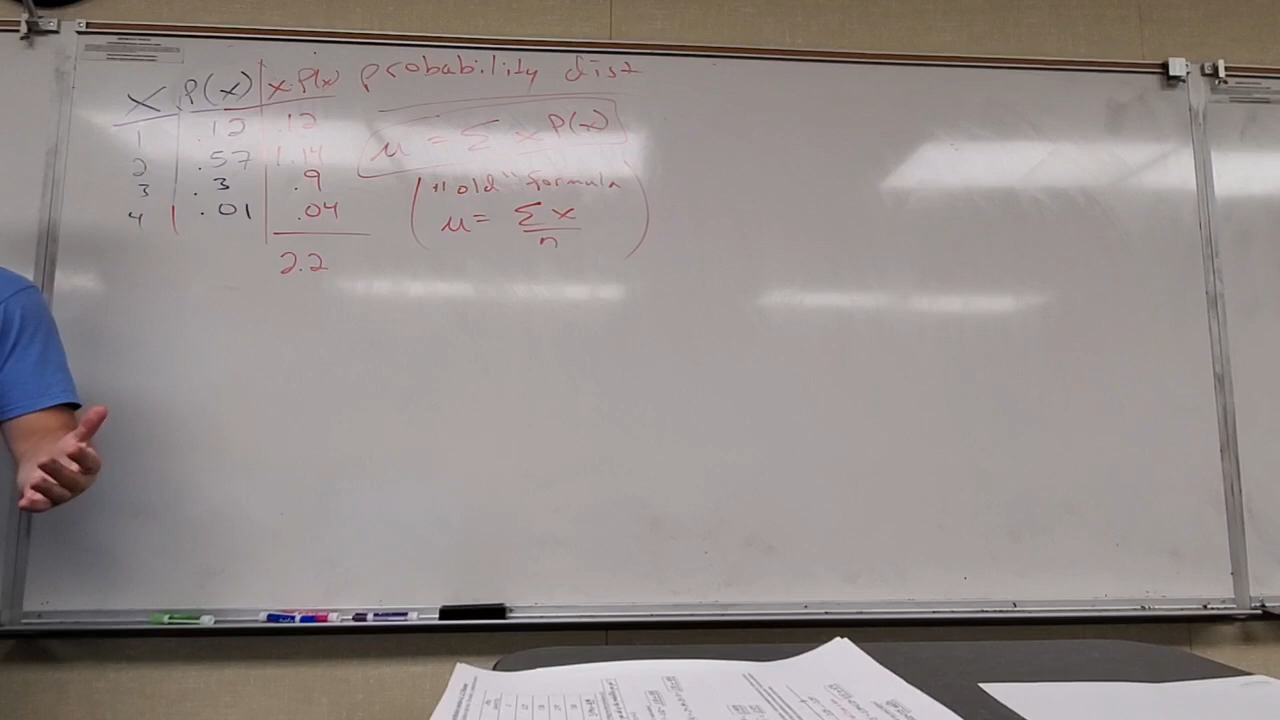 X P(x) x·P(x) probability dist
1 .12 .12
2 .57 1.14
3 .3 .9
4 .01 .04
2.2
μ = Σ x P(x)
("old" formula
μ = Σx/n)